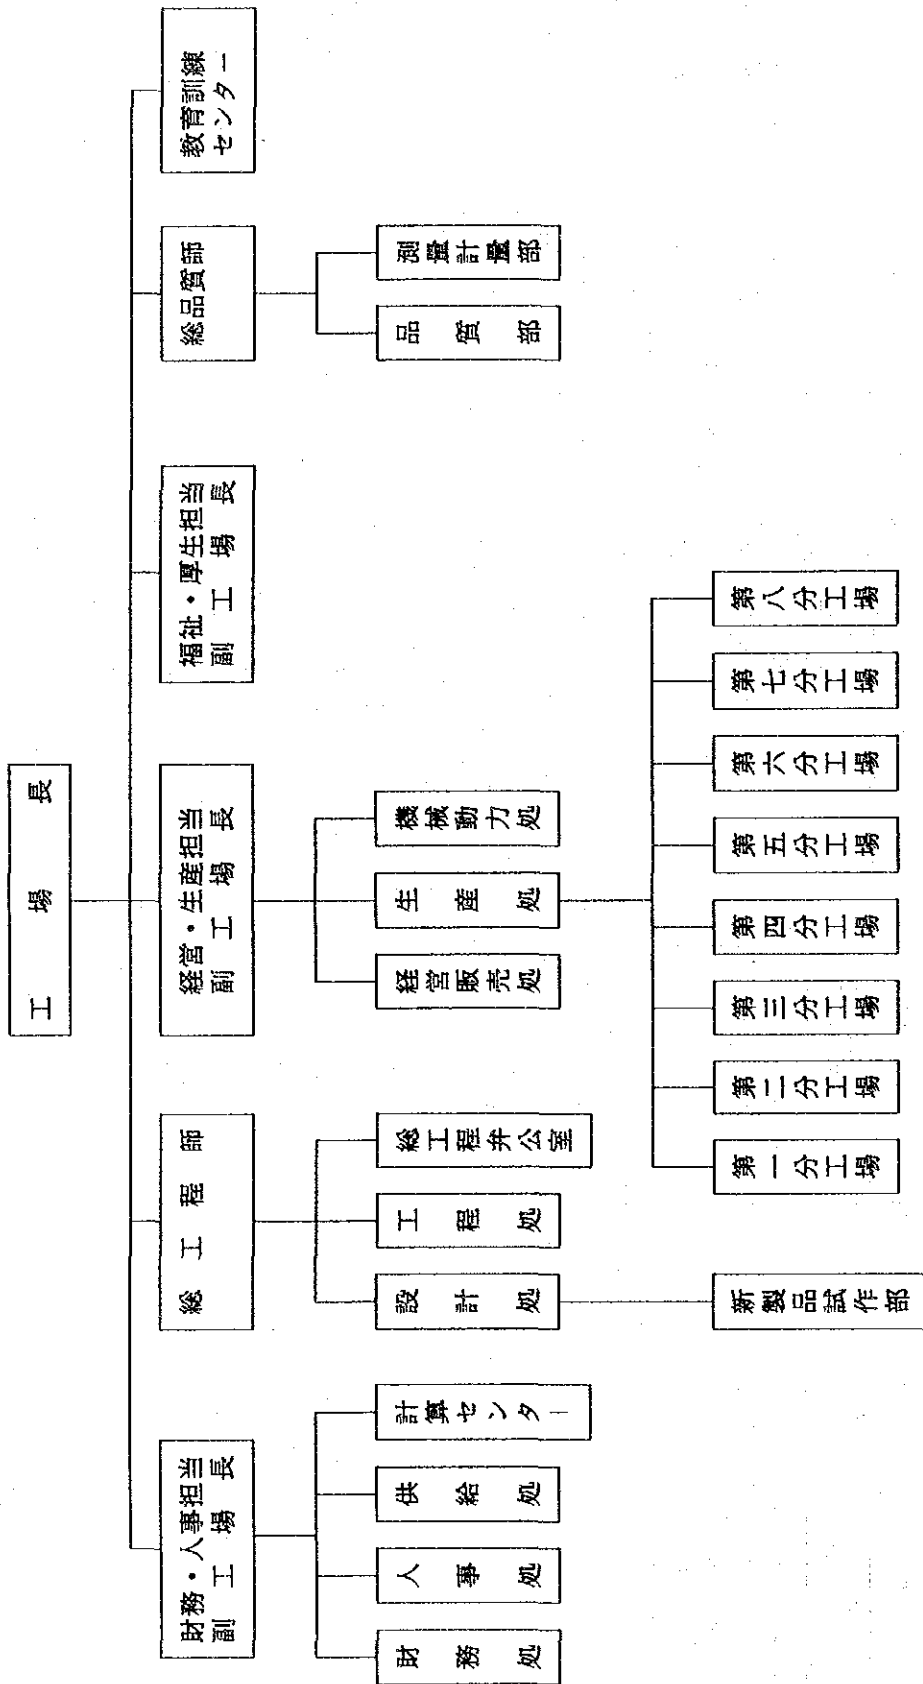 工場長
財務・人事担当
副工場長
総工程師
経営・生産担当
副工場長
福祉・厚生担当
副工場長
総品質師
教育訓練
センター
財務処
人事処
供給処
計算センター
設計処
工程処
総工程弁公室
経営販売処
生産処
機械動力処
品質部
測量計量部
新製品試作部
第一分工場
第二分工場
第三分工場
第四分工場
第五分工場
第六分工場
第七分工場
第八分工場